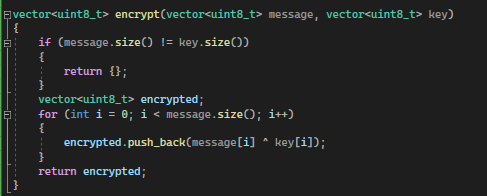 vector<uint8_t> encrypt(vector<uint8_t> message, vector<uint8_t> key)
{
    if (message.size() != key.size())
    {
        return {};
    }
    vector<uint8_t> encrypted;
    for (int i = 0; i < message.size(); i++)
    {
        encrypted.push_back(message[i] ^ key[i]);
    }
    return encrypted;
}